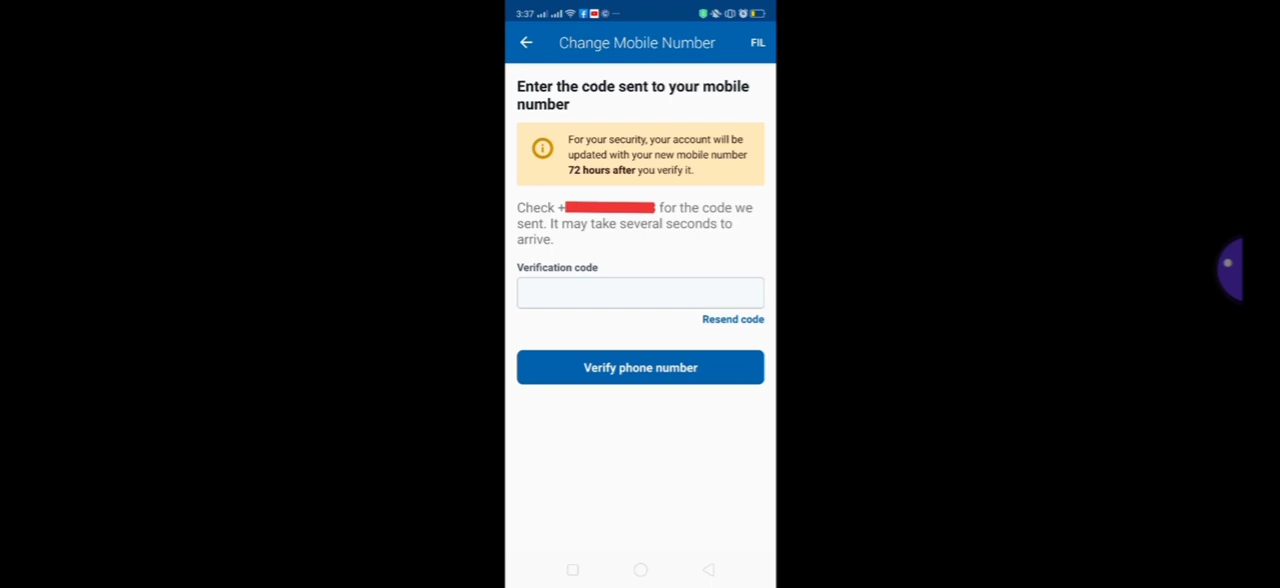 3:37
Change Mobile Number FIL
Enter the code sent to your mobile
number
For your security, your account will be
updated with your new mobile number
72 hours after you verify it.
Check + for the code we
sent. It may take several seconds to
arrive.
Verification code
Resend code
Verify phone number